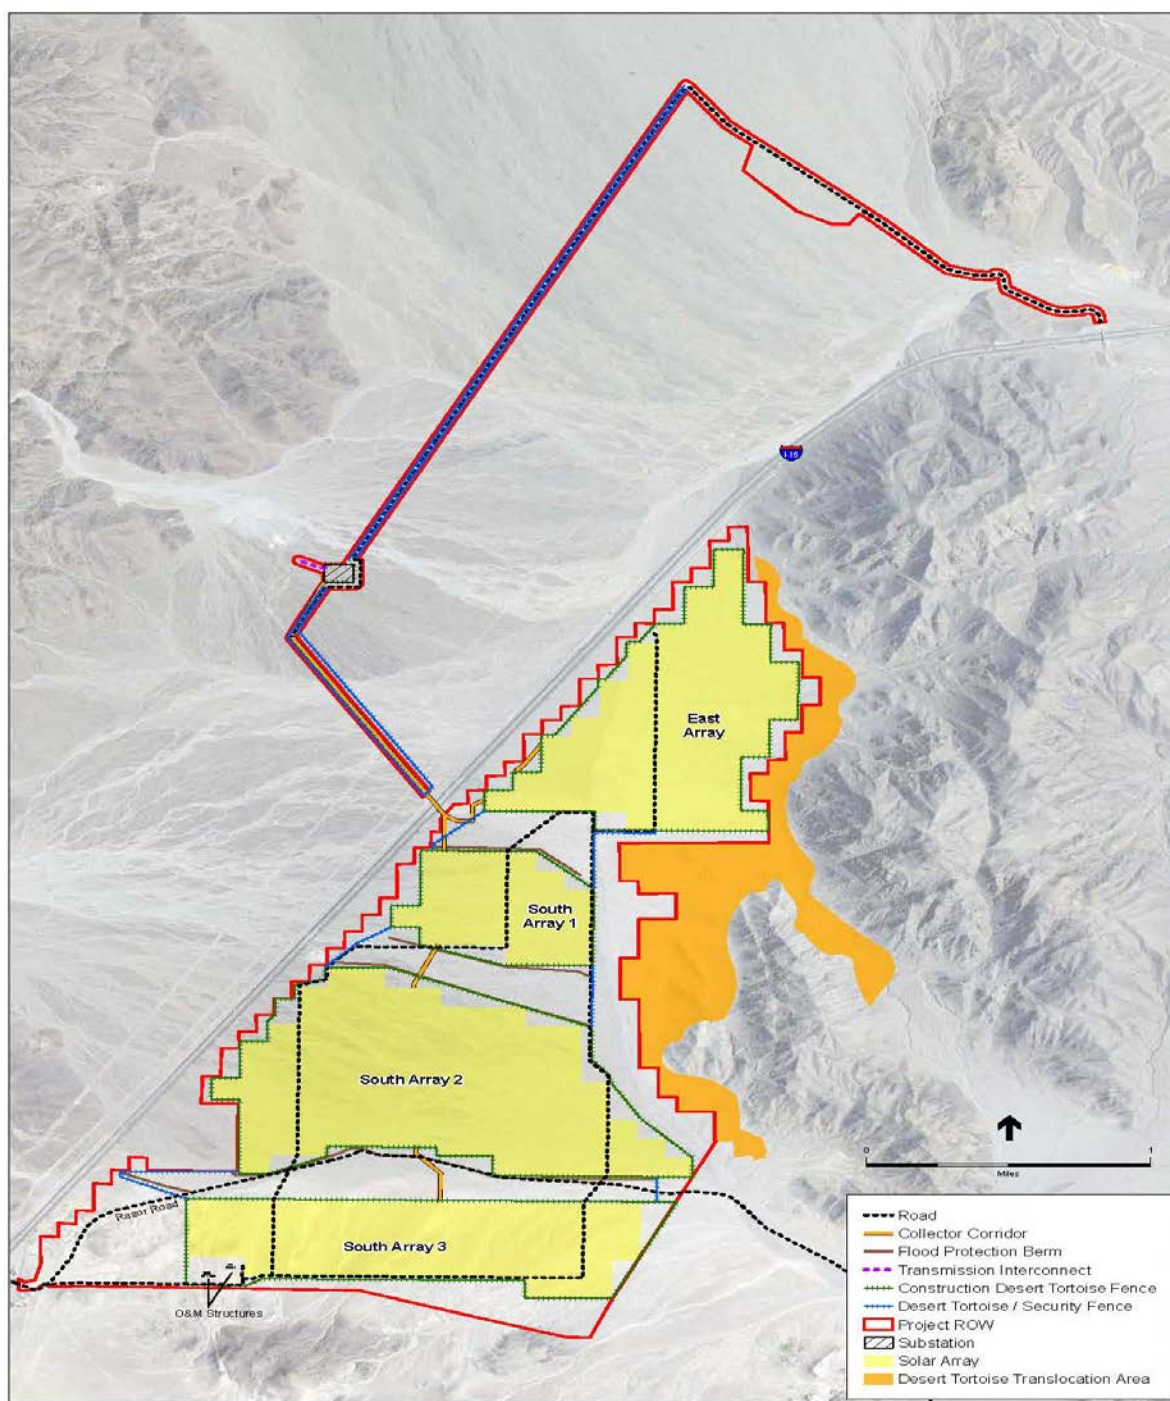 I-15
East
Array
South
Array 1
South Array 2
Rasor Road
South Array 3
O&M Structures
0
1
Miles
Road
Collector Corridor
Flood Protection Berm
Transmission Interconnect
Construction Desert Tortoise Fence
Desert Tortoise / Security Fence
Project ROW
Substation
Solar Array
Desert Tortoise Translocation Area